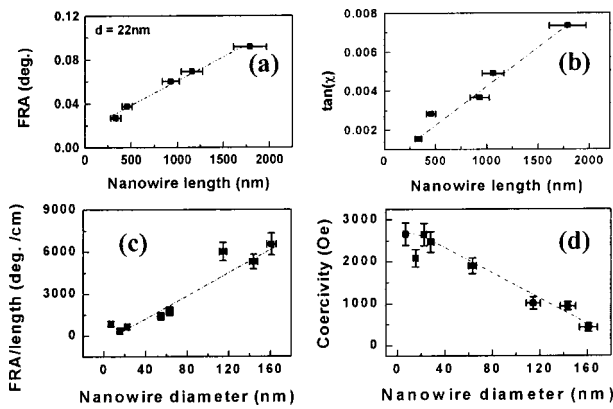 0.12
0.08
0.04
0.00
FRA (deg.)
d = 22nm
(a)
0 500 1000 1500 2000
Nanowire length (nm)
0.008
0.006
0.004
0.002
tan(χ)
(b)
0 500 1000 1500 2000
Nanowire length (nm)
9000
6000
3000
0
FRA/length (deg. /cm)
(c)
0 40 80 120 160
Nanowire diameter (nm)
3000
2000
1000
0
Coercivity (Oe)
(d)
0 40 80 120 160
Nanowire diameter (nm)